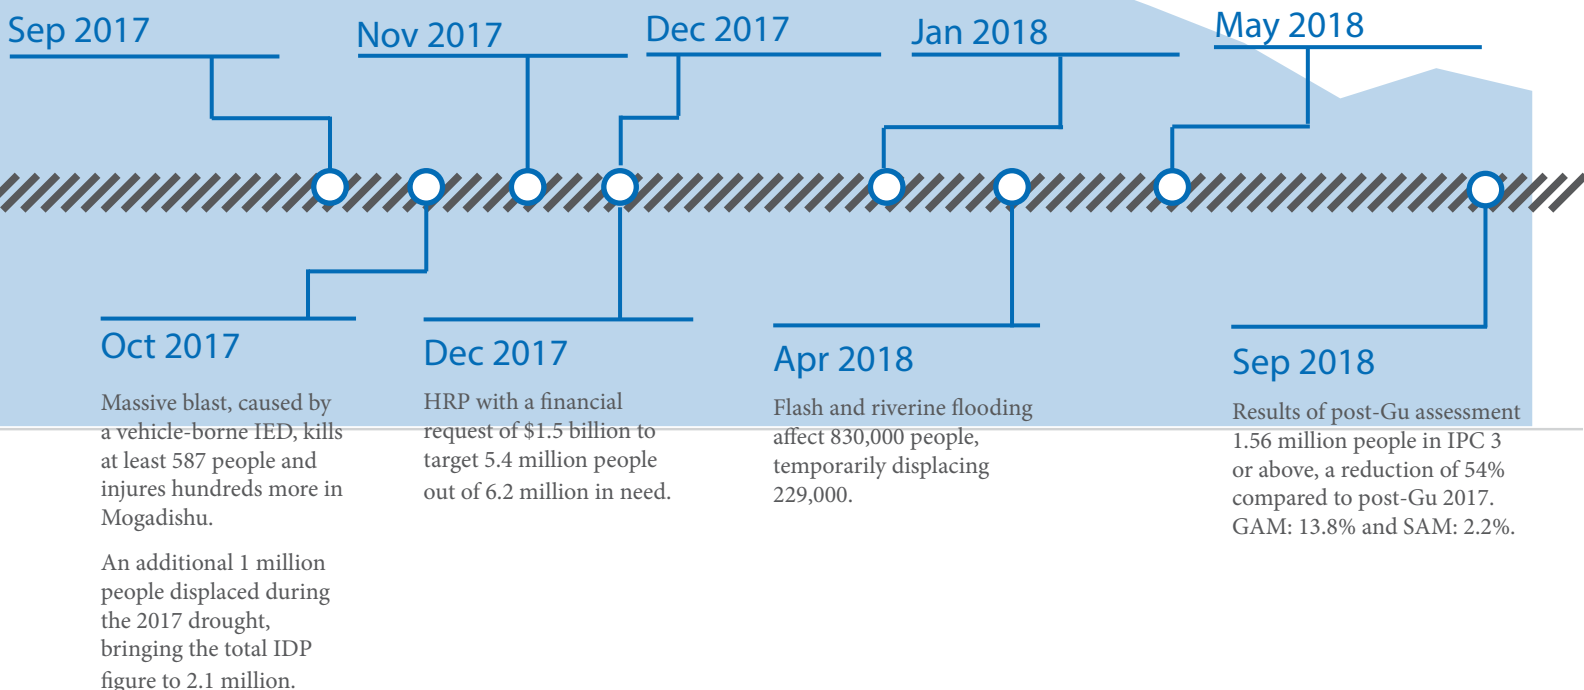 Sep 2017
Nov 2017
Dec 2017
Jan 2018
May 2018
Oct 2017
Massive blast, caused by
a vehicle-borne IED, kills
at least 587 people and
injures hundreds more in
Mogadishu.
An additional 1 million
people displaced during
the 2017 drought,
bringing the total IDP
figure to 2.1 million.
Dec 2017
HRP with a financial
request of $1.5 billion to
target 5.4 million people
out of 6.2 million in need.
Apr 2018
Flash and riverine flooding
affect 830,000 people,
temporarily displacing
229,000.
Sep 2018
Results of post-Gu assessment
1.56 million people in IPC 3
or above, a reduction of 54%
compared to post-Gu 2017.
GAM: 13.8% and SAM: 2.2%.